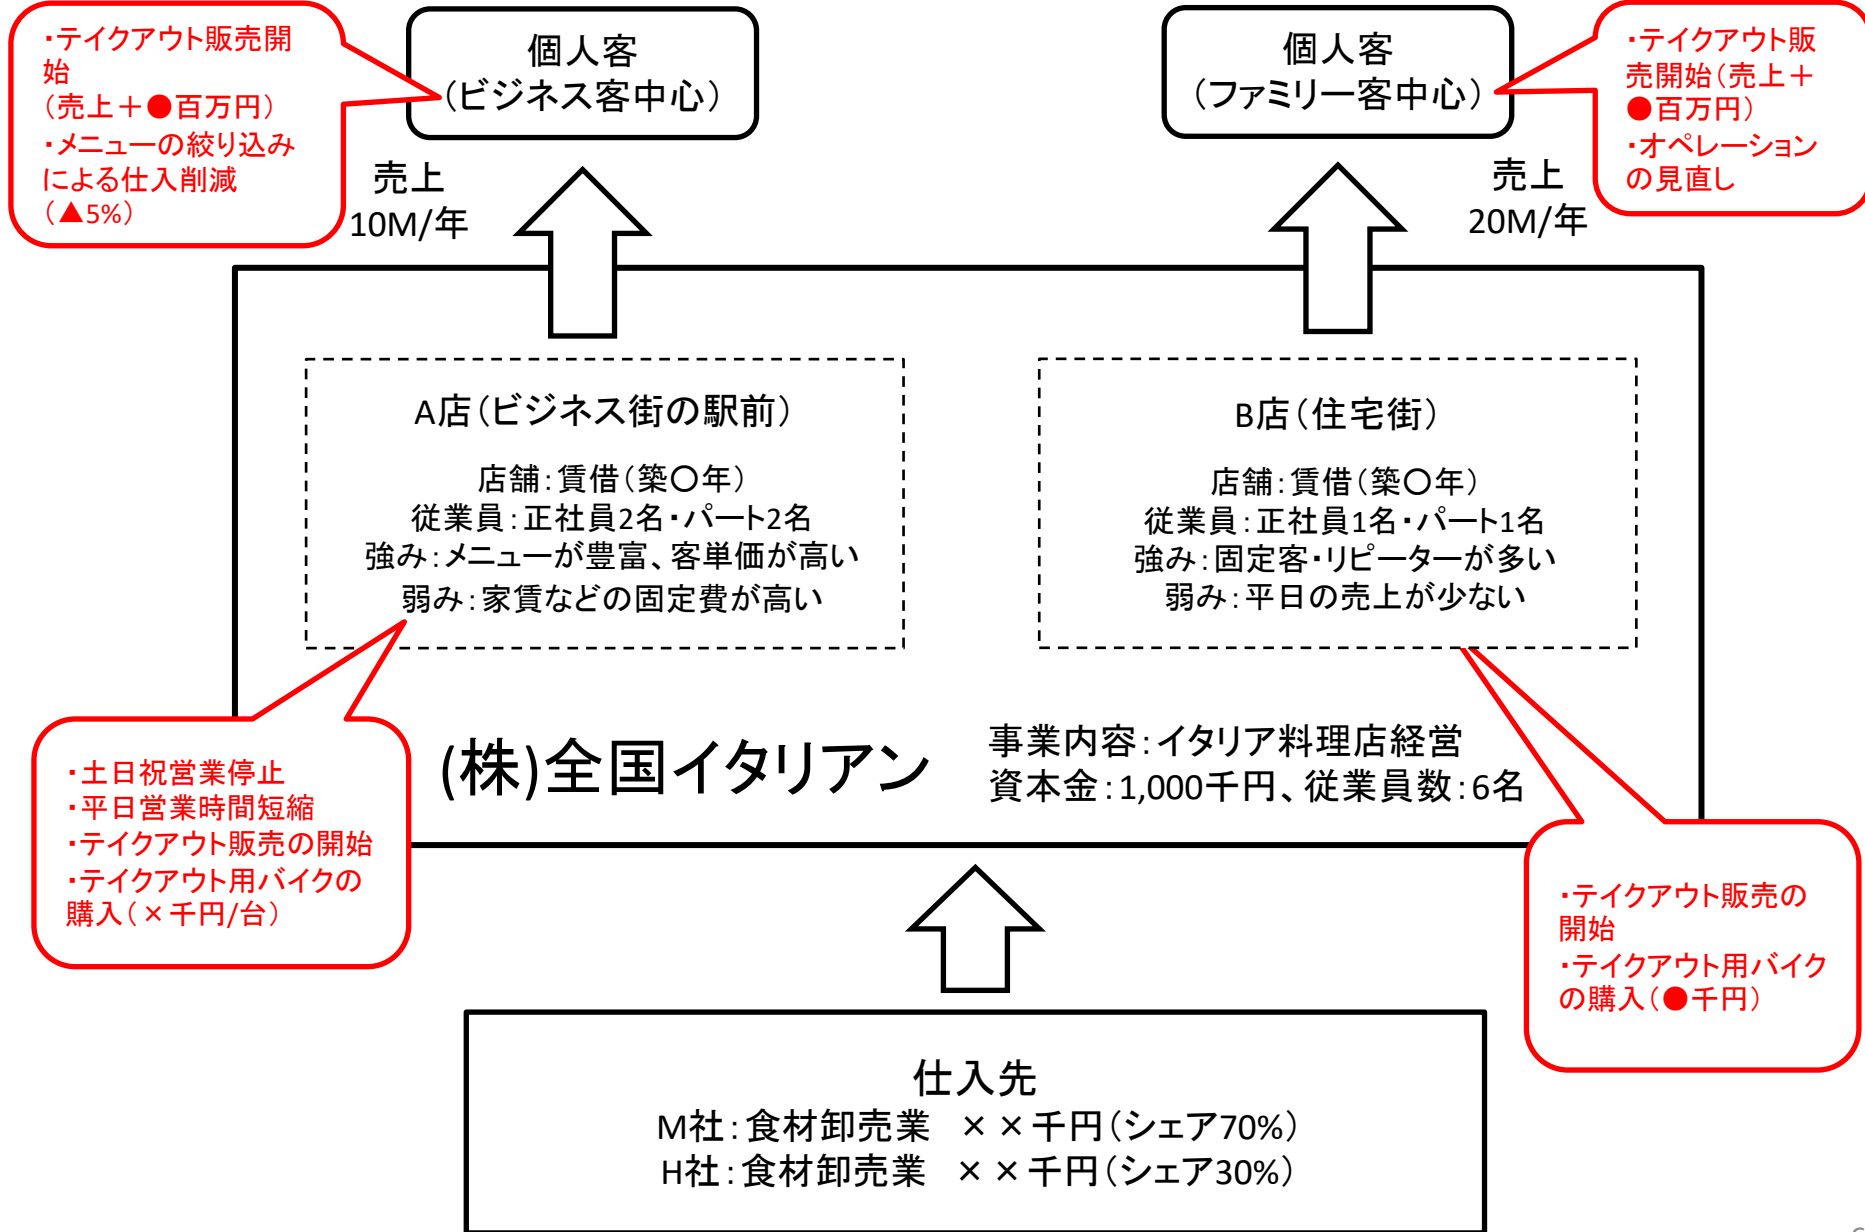 ・テイクアウト販売開
始
（売上＋●百万円）
・メニューの絞り込み
による仕入削減
（▲5%）
個人客
（ビジネス客中心）
売上
10M/年
個人客
（ファミリー客中心）
売上
20M/年
・テイクアウト販
売開始（売上＋
●百万円）
・オペレーション
の見直し
A店（ビジネス街の駅前）
店舗：賃借（築〇年）
従業員：正社員2名・パート2名
強み：メニューが豊富、客単価が高い
弱み：家賃などの固定費が高い
B店（住宅街）
店舗：賃借（築〇年）
従業員：正社員1名・パート1名
強み：固定客・リピーターが多い
弱み：平日の売上が少ない
・土日祝営業停止
・平日営業時間短縮
・テイクアウト販売の開始
・テイクアウト用バイクの
購入（×千円/台）
(株)全国イタリアン
事業内容：イタリア料理店経営
資本金：1,000千円、従業員数：6名
・テイクアウト販売の
開始
・テイクアウト用バイク
の購入（●千円）
仕入先
M社：食材卸売業　××千円（シェア70%）
H社：食材卸売業　××千円（シェア30%）